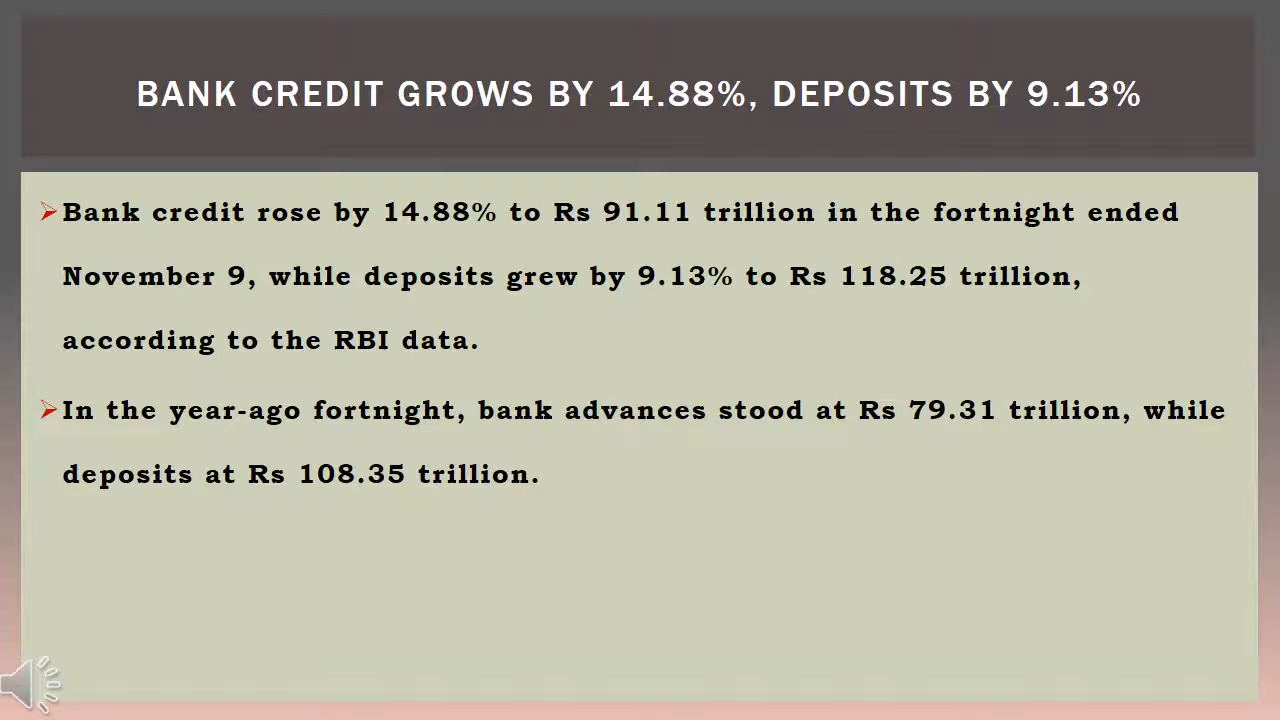 BANK CREDIT GROWS BY 14.88%, DEPOSITS BY 9.13%
Bank credit rose by 14.88% to Rs 91.11 trillion in the fortnight ended
November 9, while deposits grew by 9.13% to Rs 118.25 trillion,
according to the RBI data.
In the year-ago fortnight, bank advances stood at Rs 79.31 trillion, while
deposits at Rs 108.35 trillion.